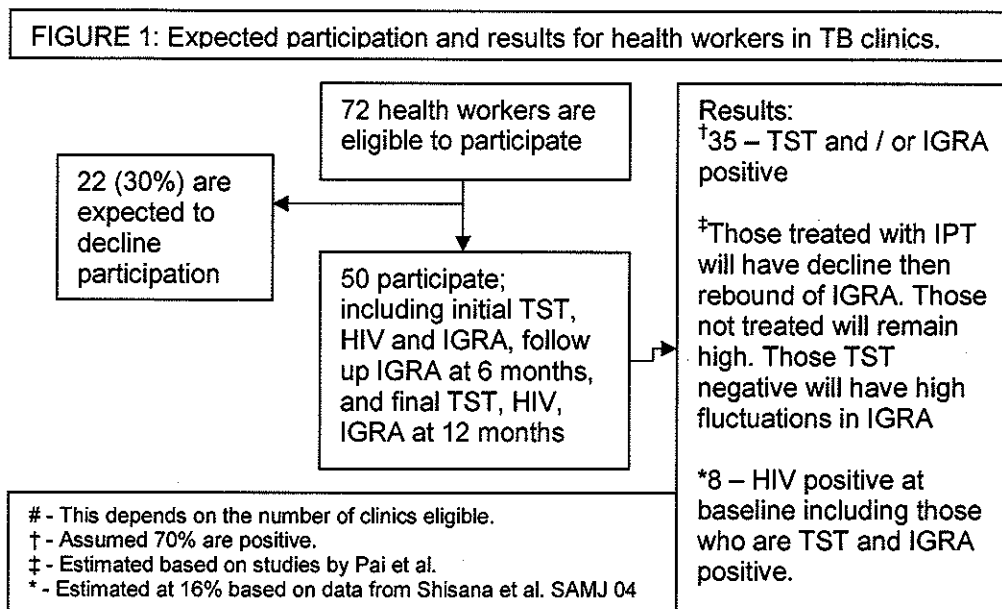 FIGURE 1: Expected participation and results for health workers in TB clinics.
72 health workers are
eligible to participate
22 (30%) are
expected to
decline
participation
50 participate;
including initial TST,
HIV and IGRA, follow
up IGRA at 6 months,
and final TST, HIV,
IGRA at 12 months
Results:
†35 – TST and / or IGRA
positive
‡Those treated with IPT
will have decline then
rebound of IGRA. Those
not treated will remain
high. Those TST
negative will have high
fluctuations in IGRA
*8 – HIV positive at
baseline including those
who are TST and IGRA
positive.
# - This depends on the number of clinics eligible.
† - Assumed 70% are positive.
‡ - Estimated based on studies by Pai et al.
* - Estimated at 16% based on data from Shisana et al. SAMJ 04